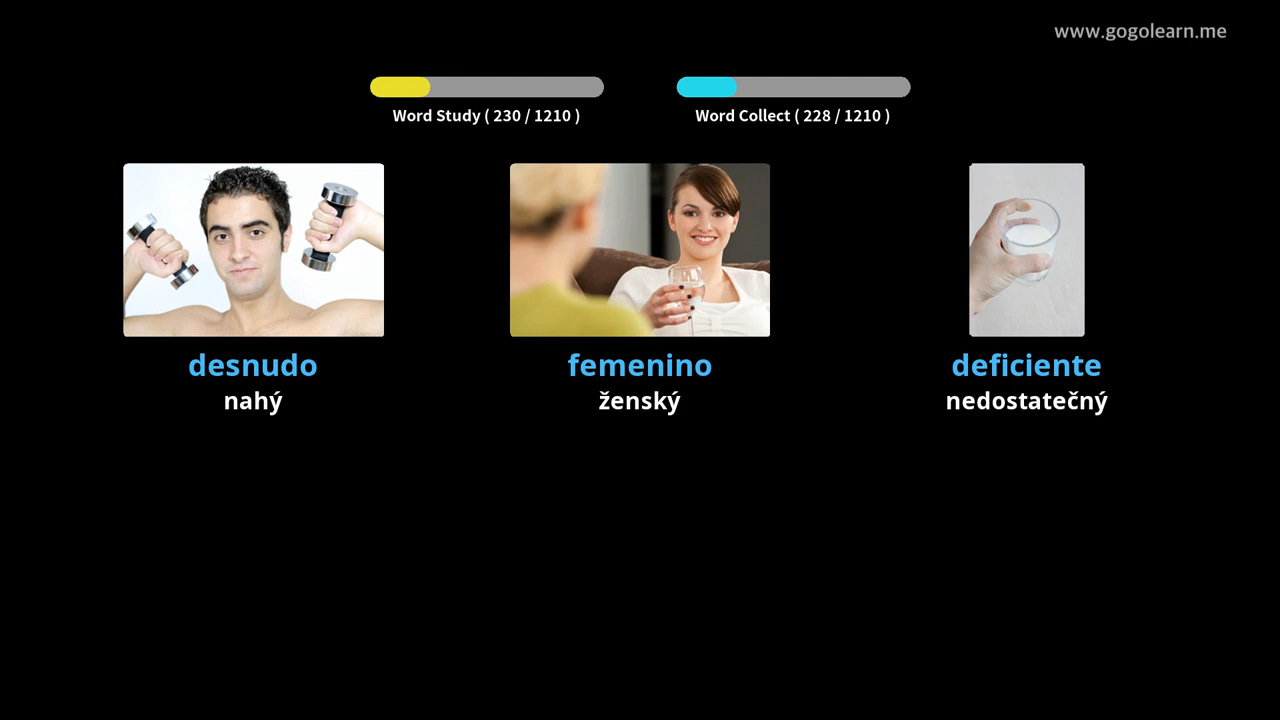 www.gogolearn.me
Word Study ( 230 / 1210 )
Word Collect ( 228 / 1210 )
desnudo
nahý
femenino
ženský
deficiente
nedostatečný